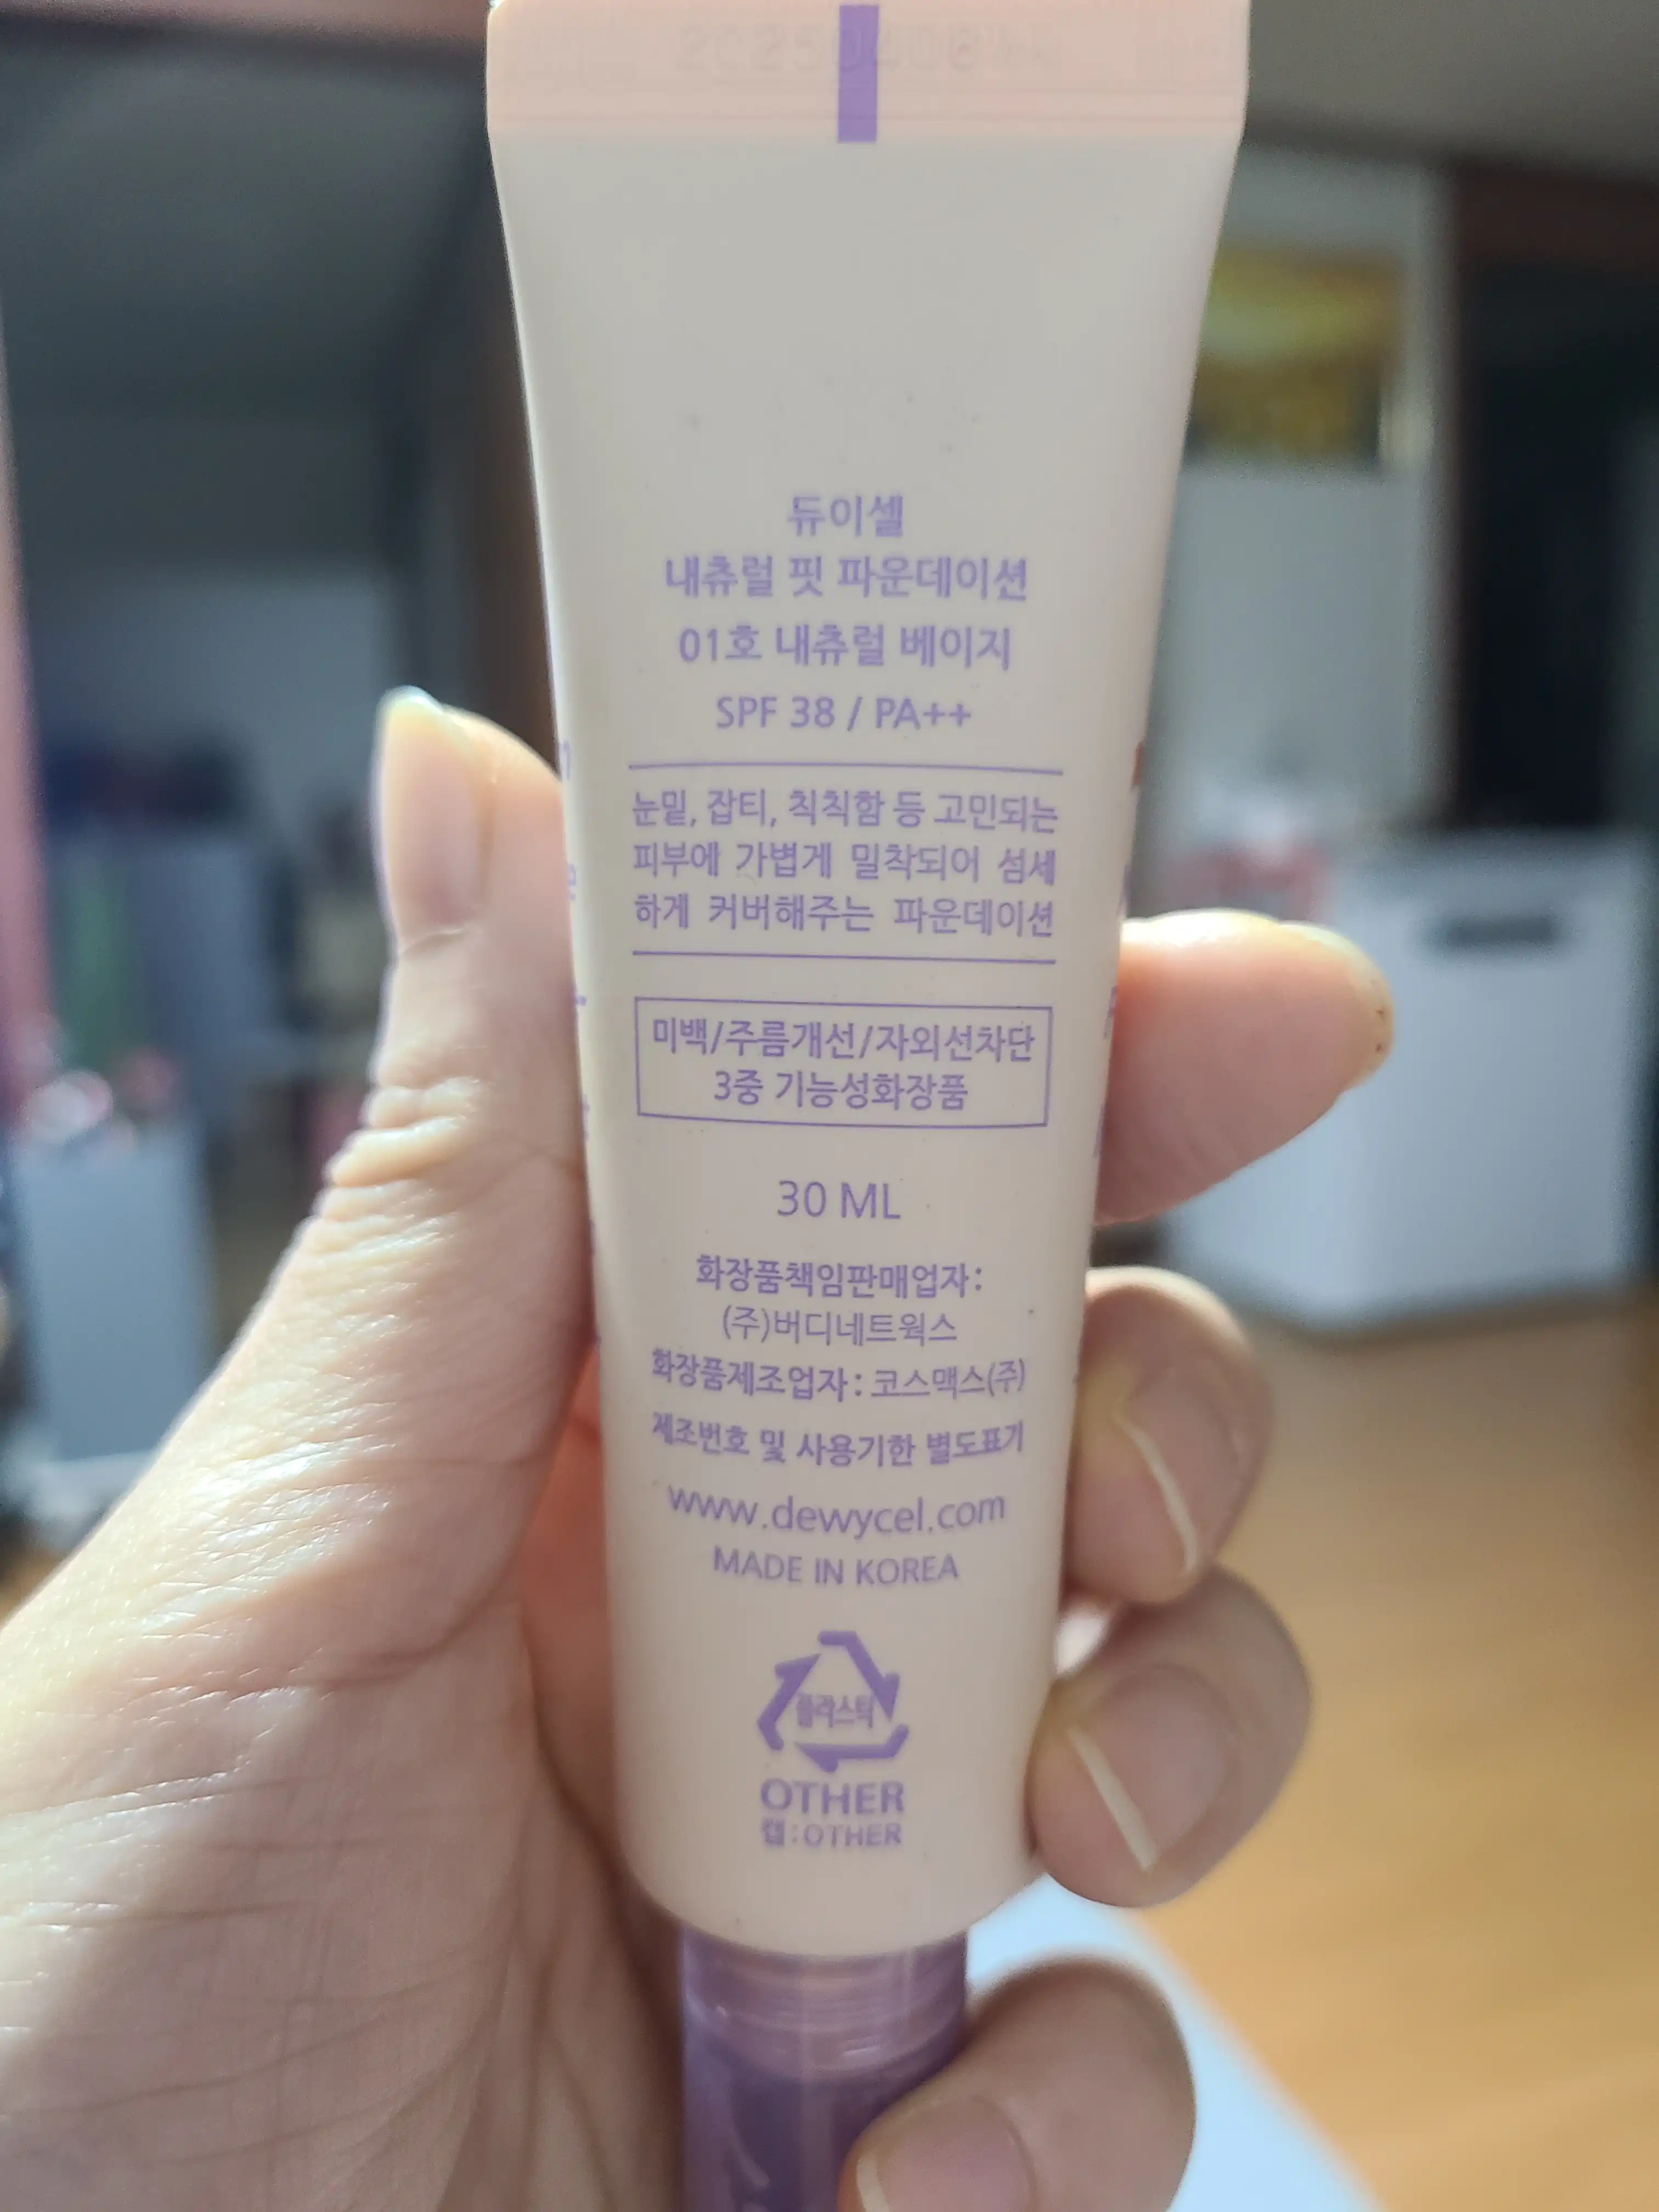 듀이셀
내츄럴 핏 파운데이션
01호 내츄럴 베이지
SPF 38 / PA++
눈밑, 잡티, 칙칙함 등 고민되는
피부에 가볍게 밀착되어 섬세
하게 커버해주는 파운데이션
미백/주름개선/자외선차단
3중 기능성화장품
30 ML
화장품책임판매업자:
(주)버디네트웍스
화장품제조업자: 코스맥스(주)
제조번호 및 사용기한 별도표기
www.dewycel.com
MADE IN KOREA
플라스틱
OTHER
캡:OTHER